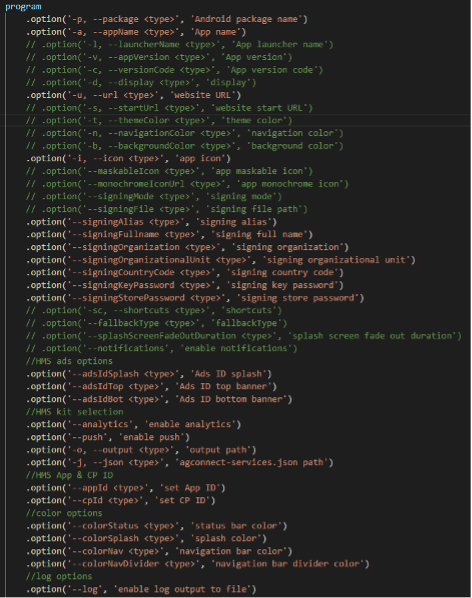 program
.option('-p, --package <type>', 'Android package name')
.option('-a, --appName <type>', 'App name')
// .option('-l, --launcherName <type>', 'App launcher name')
// .option('-v, --appVersion <type>', 'App version')
// .option('-c, --versionCode <type>', 'App version code')
// .option('-d, --display <type>', 'display')
.option('-u, --url <type>', 'website URL')
// .option('-s, --startUrl <type>', 'website start URL')
// .option('-t, --themeColor <type>', 'theme color')
// .option('-n, --navigationColor <type>', 'navigation color')
// .option('-b, --backgroundColor <type>', 'background color')
.option('-i, --icon <type>', 'app icon')
// .option('--maskableIcon <type>', 'app maskable icon')
// .option('--monochromeIconUrl <type>', 'app monochrome icon')
// .option('--signingMode <type>', 'signing mode')
// .option('--signingFile <type>', 'signing file path')
.option('--signingAlias <type>', 'signing alias')
.option('--signingFullname <type>', 'signing full name')
.option('--signingOrganization <type>', 'signing organization')
.option('--signingOrganizationalUnit <type>', 'signing organizational unit')
.option('--signingCountryCode <type>', 'signing country code')
.option('--signingKeyPassword <type>', 'signing key password')
.option('--signingStorePassword <type>', 'signing store password')
// .option('-sc, --shortcuts <type>', 'shortcuts')
// .option('--fallbackType <type>', 'fallbackType')
// .option('--splashScreenFadeOutDuration <type>', 'splash screen fade out duration')
// .option('--notifications', 'enable notifications')
//HMS ads options
.option('--adsIdSplash <type>', 'Ads ID splash')
.option('--adsIdTop <type>', 'Ads ID top banner')
.option('--adsIdBot <type>', 'Ads ID bottom banner')
//HMS kit selection
.option('--analytics', 'enable analytics')
.option('--push', 'enable push')
.option('-o, --output <type>', 'output path')
.option('-j, --json <type>', 'agconnect-services.json path')
//HMS App & CP ID
.option('--appId <type>', 'set App ID')
.option('--cpId <type>', 'set CP ID')
//color options
.option('--colorStatus <type>', 'status bar color')
.option('--colorSplash <type>', 'splash color')
.option('--colorNav <type>', 'navigation bar color')
.option('--colorNavDivider <type>', 'navigation bar divider color')
//log options
.option('--log', 'enable log output to file')